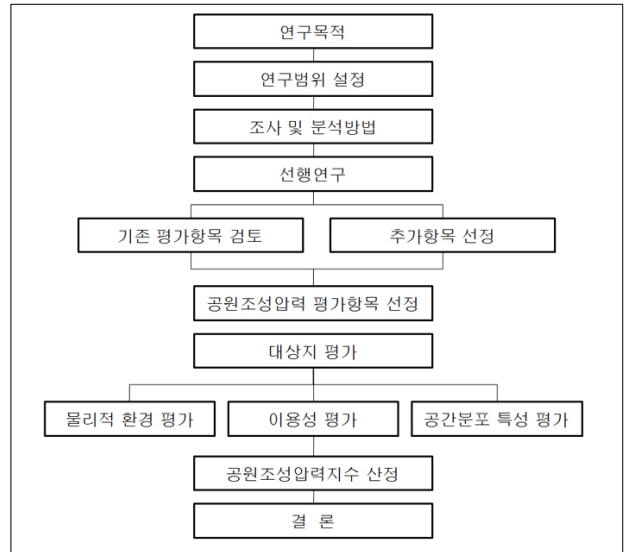 연구목적
연구범위 설정
조사 및 분석방법
선행연구
기존 평가항목 검토
추가항목 선정
공원조성압력 평가항목 선정
대상지 평가
물리적 환경 평가
이용성 평가
공간분포 특성 평가
공원조성압력지수 산정
결 론